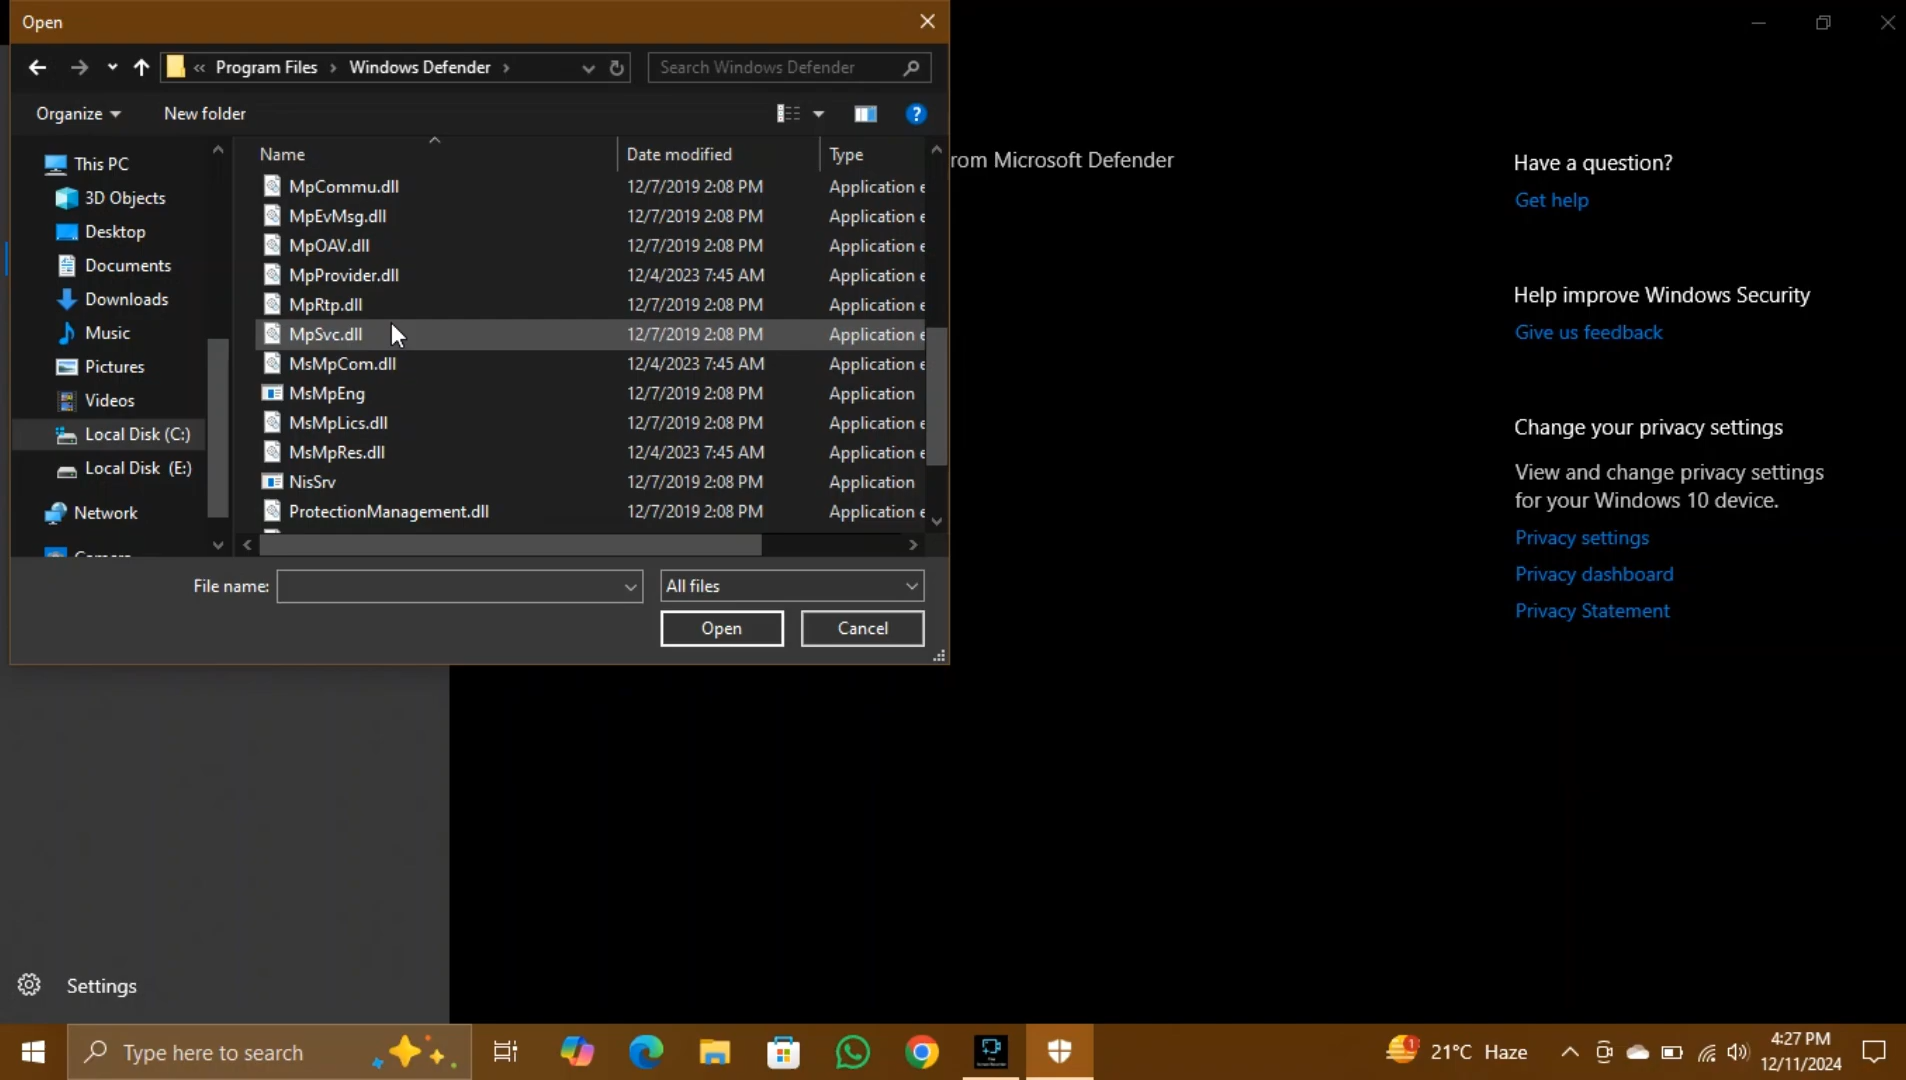 Open
« Program Files > Windows Defender >
Search Windows Defender
Organize
New folder
This PC
3D Objects
Desktop
Documents
Downloads
Music
Pictures
Videos
Local Disk (C:)
Local Disk (E:)
Network
Name Date modified Type
MpCommu.dll 12/7/2019 2:08 PM Application e
MpEvMsg.dll 12/7/2019 2:08 PM Application e
MpOAV.dll 12/7/2019 2:08 PM Application e
MpProvider.dll 12/4/2023 7:45 AM Application e
MpRtp.dll 12/7/2019 2:08 PM Application e
MpSvc.dll 12/7/2019 2:08 PM Application e
MsMpCom.dll 12/4/2023 7:45 AM Application e
MsMpEng 12/7/2019 2:08 PM Application
MsMpLics.dll 12/7/2019 2:08 PM Application e
MsMpRes.dll 12/4/2023 7:45 AM Application e
NisSrv 12/7/2019 2:08 PM Application
ProtectionManagement.dll 12/7/2019 2:08 PM Application e
File name:
All files
Open
Cancel
rom Microsoft Defender
Have a question?
Get help
Help improve Windows Security
Give us feedback
Change your privacy settings
View and change privacy settings
for your Windows 10 device.
Privacy settings
Privacy dashboard
Privacy Statement
Settings
Type here to search
21°C Haze
4:27 PM
12/11/2024